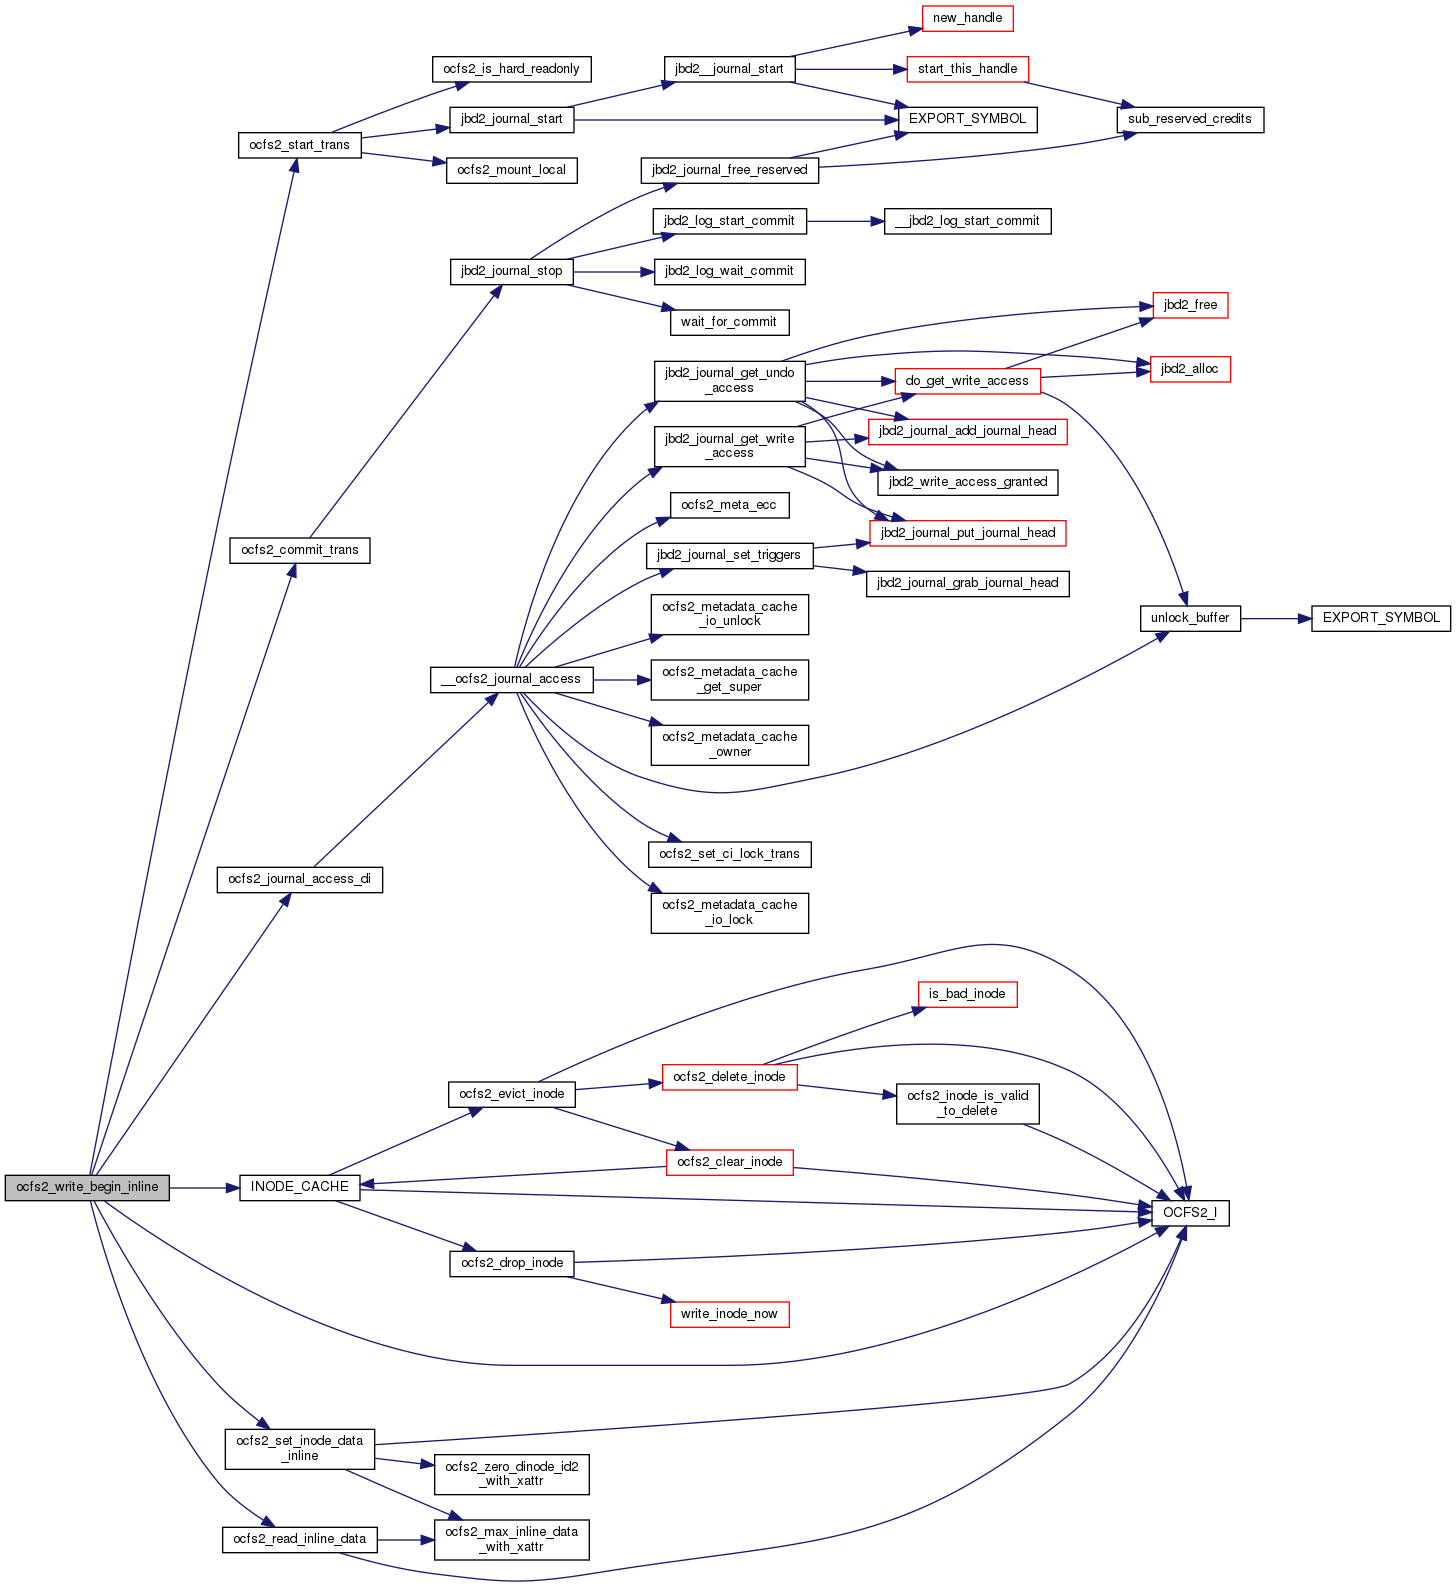 new_handle
ocfs2_is_hard_readonly
jbd2__journal_start
start_this_handle
jbd2_journal_start
EXPORT_SYMBOL
sub_reserved_credits
ocfs2_start_trans
ocfs2_mount_local
jbd2_journal_free_reserved
jbd2_log_start_commit
__jbd2_log_start_commit
jbd2_journal_stop
jbd2_log_wait_commit
wait_for_commit
jbd2_free
jbd2_journal_get_undo
_access
do_get_write_access
jbd2_alloc
jbd2_journal_add_journal_head
jbd2_journal_get_write
_access
jbd2_write_access_granted
ocfs2_meta_ecc
jbd2_journal_put_journal_head
ocfs2_commit_trans
jbd2_journal_set_triggers
jbd2_journal_grab_journal_head
ocfs2_metadata_cache
_io_unlock
unlock_buffer
EXPORT_SYMBOL
__ocfs2_journal_access
ocfs2_metadata_cache
_get_super
ocfs2_metadata_cache
_owner
ocfs2_set_ci_lock_trans
ocfs2_journal_access_di
ocfs2_metadata_cache
_io_lock
is_bad_inode
ocfs2_delete_inode
ocfs2_evict_inode
ocfs2_inode_is_valid
_to_delete
ocfs2_clear_inode
ocfs2_write_begin_inline
INODE_CACHE
OCFS2_I
ocfs2_drop_inode
write_inode_now
ocfs2_set_inode_data
_inline
ocfs2_zero_dinode_id2
_with_xattr
ocfs2_read_inline_data
ocfs2_max_inline_data
_with_xattr